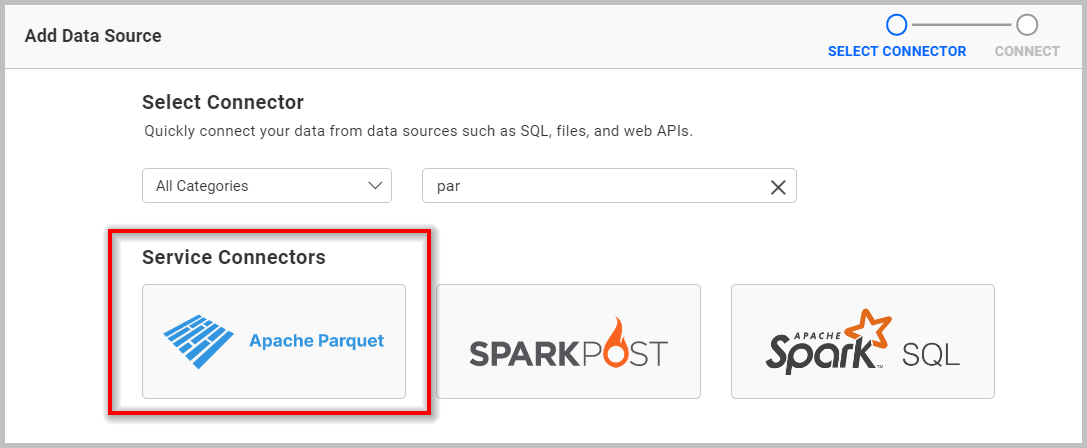 Add Data Source
SELECT CONNECTOR
CONNECT
Select Connector
Quickly connect your data from data sources such as SQL, files, and web APIs.
All Categories
par
Service Connectors
Apache Parquet
SPARKPOST
APACHE
Spark™ SQL